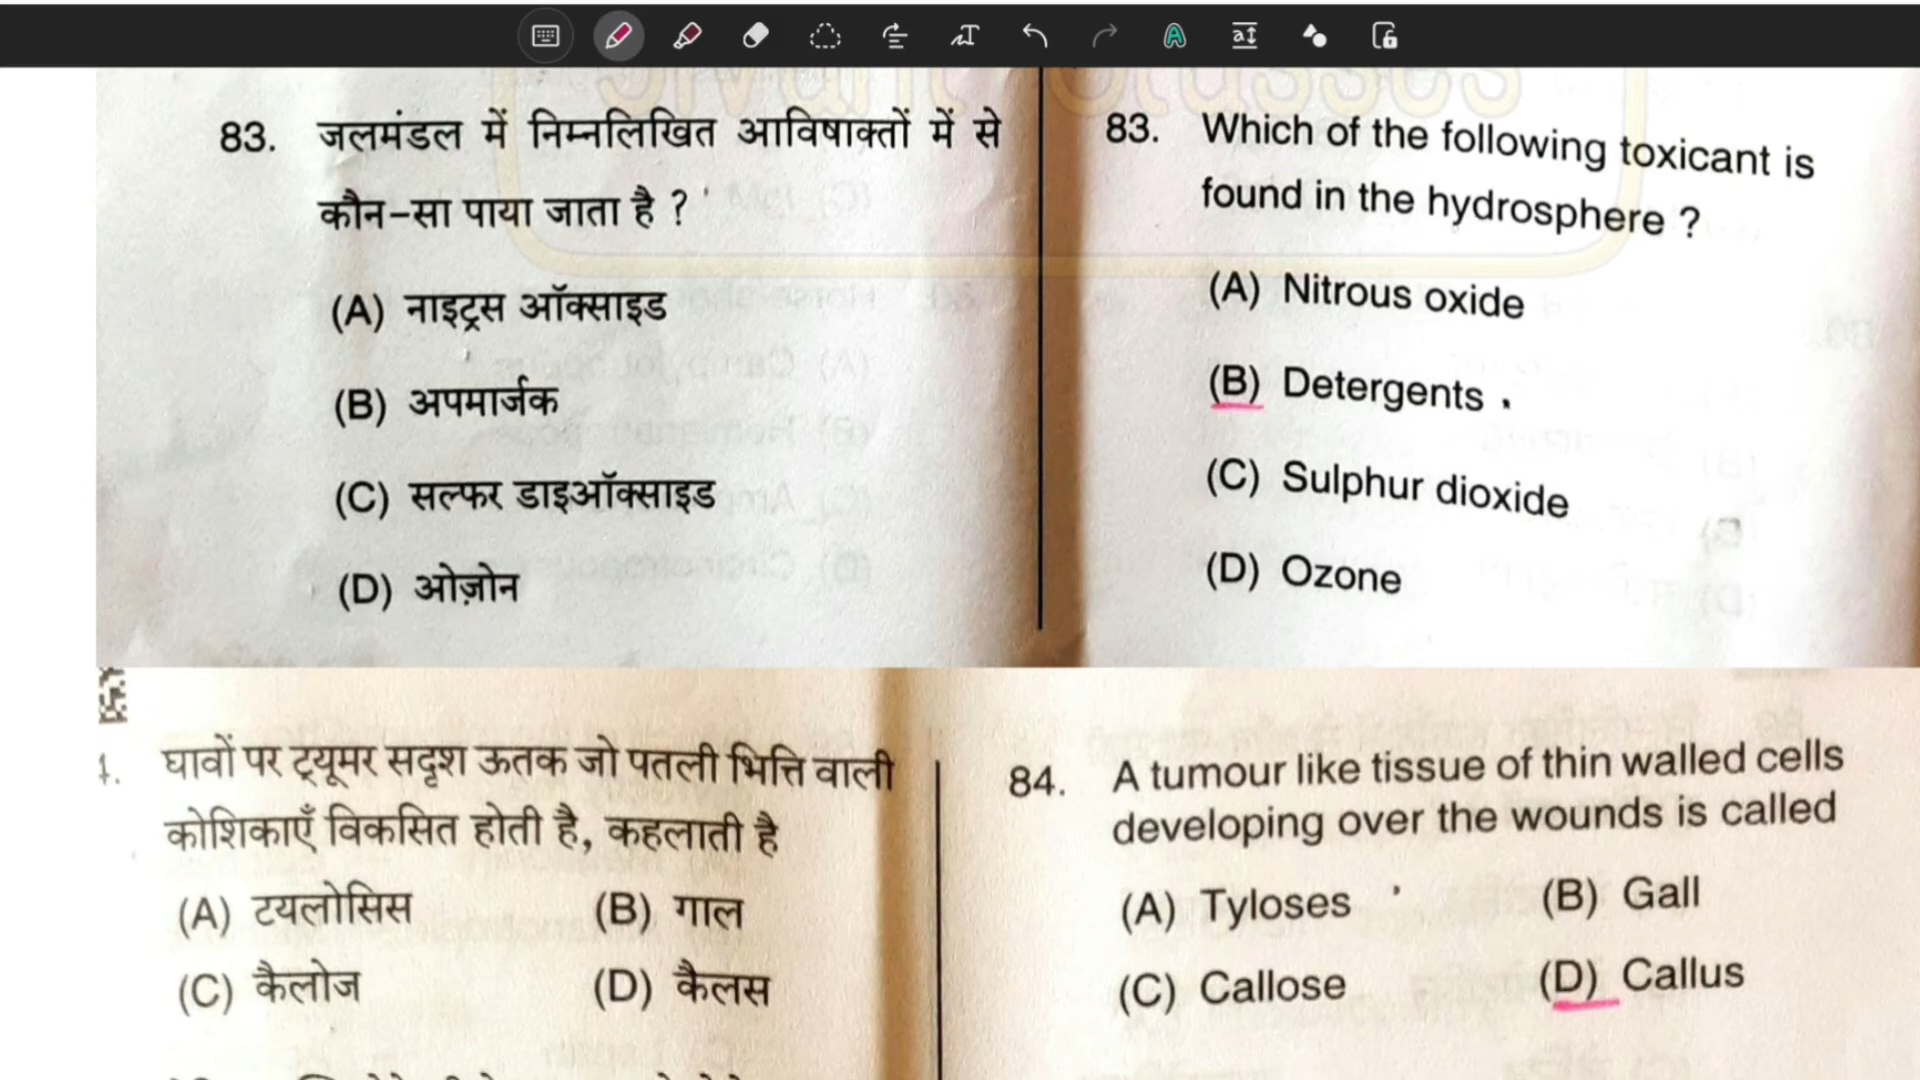 83. जलमंडल में निम्नलिखित आविषाक्तों में से
कौन-सा पाया जाता है ?
(A) नाइट्रस ऑक्साइड
(B) अपमार्जक
(C) सल्फर डाइऑक्साइड
(D) ओज़ोन
83. Which of the following toxicant is
found in the hydrosphere ?
(A) Nitrous oxide
(B) Detergents
(C) Sulphur dioxide
(D) Ozone
घावों पर ट्यूमर सदृश ऊतक जो पतली भित्ति वाली
कोशिकाएँ विकसित होती है, कहलाती है
(A) टयलोसिस (B) गाल
(C) कैलोज (D) कैलस
84. A tumour like tissue of thin walled cells
developing over the wounds is called
(A) Tyloses (B) Gall
(C) Callose (D) Callus